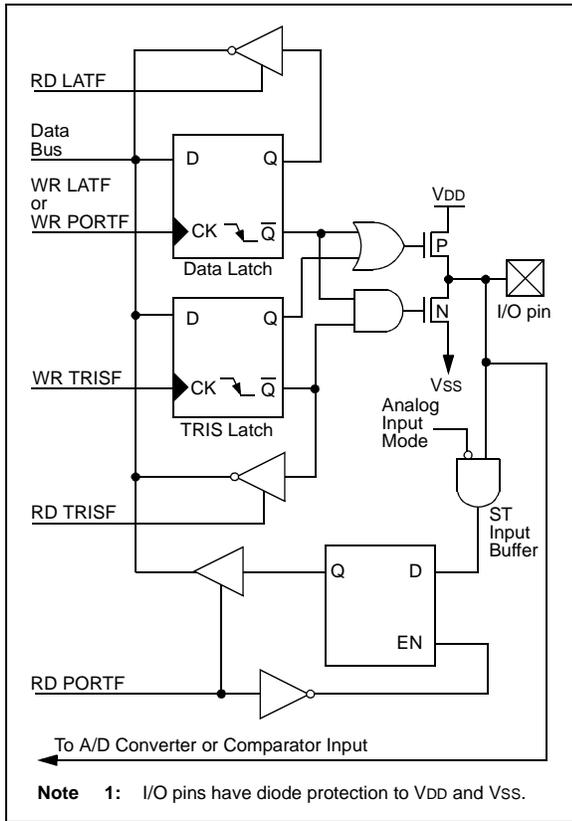 RD LATF
Data
Bus
D
Q
WR LATF
or
WR PORTF
CK
Q
Data Latch
VDD
P
I/O pin
N
D
Q
WR TRISF
CK
Q
VSS
TRIS Latch
Analog
Input
Mode
RD TRISF
ST
Input
Buffer
Q
D
EN
RD PORTF
To A/D Converter or Comparator Input
Note 1: I/O pins have diode protection to VDD and VSS.